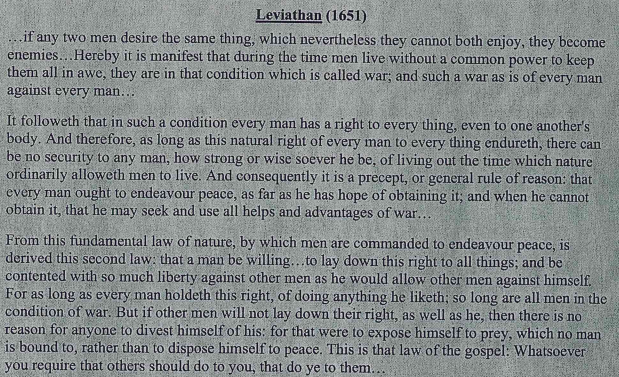 Leviathan (1651)
…if any two men desire the same thing, which nevertheless they cannot both enjoy, they become
enemies…Hereby it is manifest that during the time men live without a common power to keep
them all in awe, they are in that condition which is called war; and such a war as is of every man
against every man…
It followeth that in such a condition every man has a right to every thing, even to one another's
body. And therefore, as long as this natural right of every man to every thing endureth, there can
be no security to any man, how strong or wise soever he be, of living out the time which nature
ordinarily alloweth men to live. And consequently it is a precept, or general rule of reason: that
every man ought to endeavour peace, as far as he has hope of obtaining it; and when he cannot
obtain it, that he may seek and use all helps and advantages of war…
From this fundamental law of nature, by which men are commanded to endeavour peace, is
derived this second law: that a man be willing…to lay down this right to all things; and be
contented with so much liberty against other men as he would allow other men against himself.
For as long as every man holdeth this right, of doing anything he liketh; so long are all men in the
condition of war. But if other men will not lay down their right, as well as he, then there is no
reason for anyone to divest himself of his: for that were to expose himself to prey, which no man
is bound to, rather than to dispose himself to peace. This is that law of the gospel: Whatsoever
you require that others should do to you, that do ye to them…